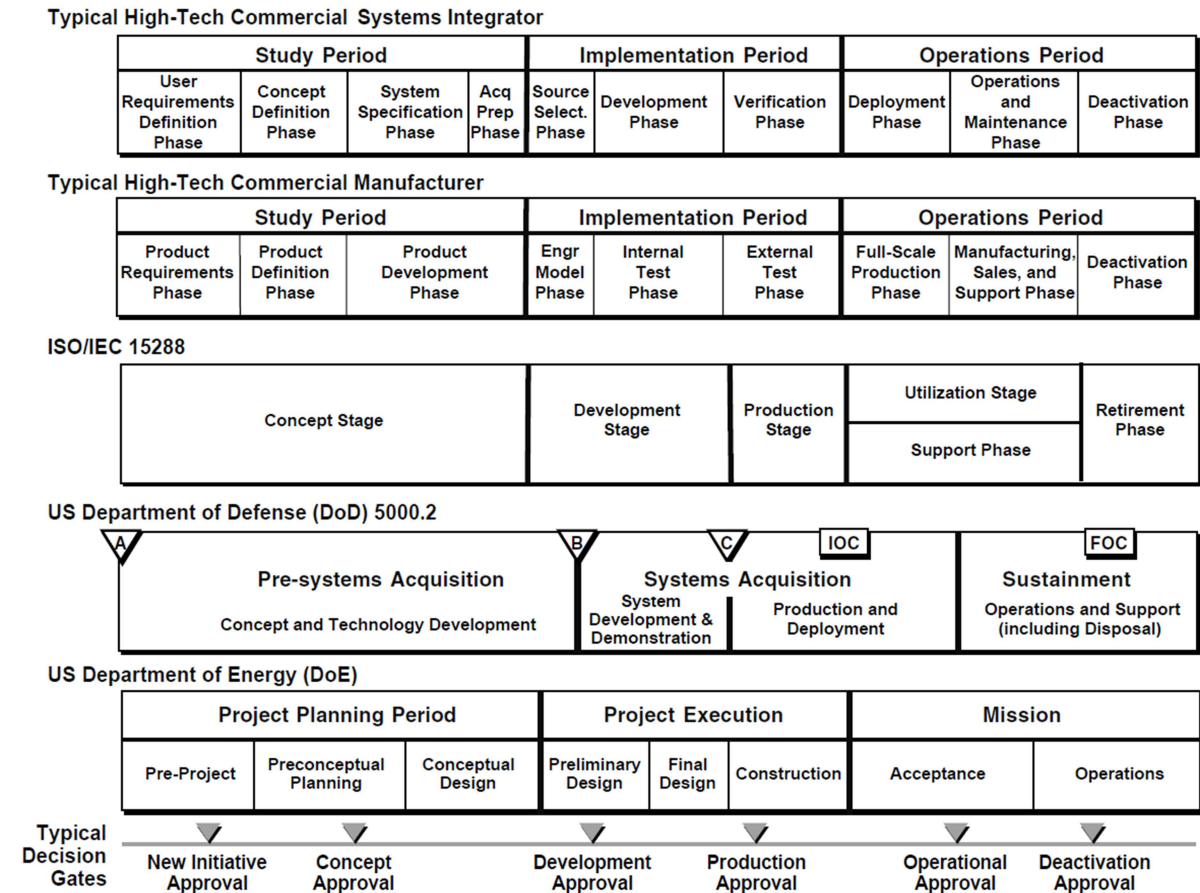 Typical High-Tech Commercial Systems Integrator
Study Period
Implementation Period
Operations Period
User
Requirements
Definition
Phase
Concept
Definition
Phase
System
Specification
Phase
Acq
Prep
Phase
Source
Select.
Phase
Development
Phase
Verification
Phase
Deployment
Phase
Operations
and
Maintenance
Phase
Deactivation
Phase
Typical High-Tech Commercial Manufacturer
Study Period
Implementation Period
Operations Period
Product
Requirements
Phase
Product
Definition
Phase
Product
Development
Phase
Engr
Model
Phase
Internal
Test
Phase
External
Test
Phase
Full-Scale
Production
Phase
Manufacturing,
Sales, and
Support Phase
Deactivation
Phase
ISO/IEC 15288
Concept Stage
Development
Stage
Production
Stage
Utilization Stage
Support Phase
Retirement
Phase
US Department of Defense (DoD) 5000.2
A
B
C
IOC
FOC
Pre-systems Acquisition
Concept and Technology Development
Systems Acquisition
System
Development &
Demonstration
Production and
Deployment
Sustainment
Operations and Support
(including Disposal)
US Department of Energy (DoE)
Project Planning Period
Project Execution
Mission
Pre-Project
Preconceptual
Planning
Conceptual
Design
Preliminary
Design
Final
Design
Construction
Acceptance
Operations
Typical
Decision
Gates
New Initiative
Approval
Concept
Approval
Development
Approval
Production
Approval
Operational
Approval
Deactivation
Approval